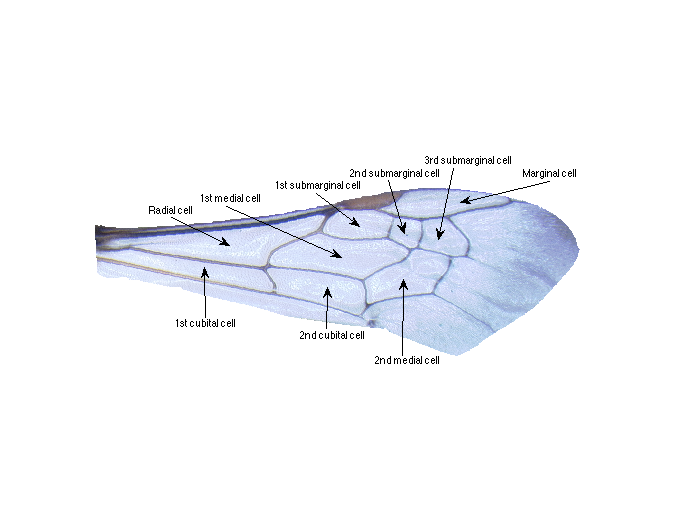 3rd submarginal cell
2nd submarginal cell
Marginal cell
1st submarginal cell
1st medial cell
Radial cell
1st cubital cell
2nd cubital cell
2nd medial cell